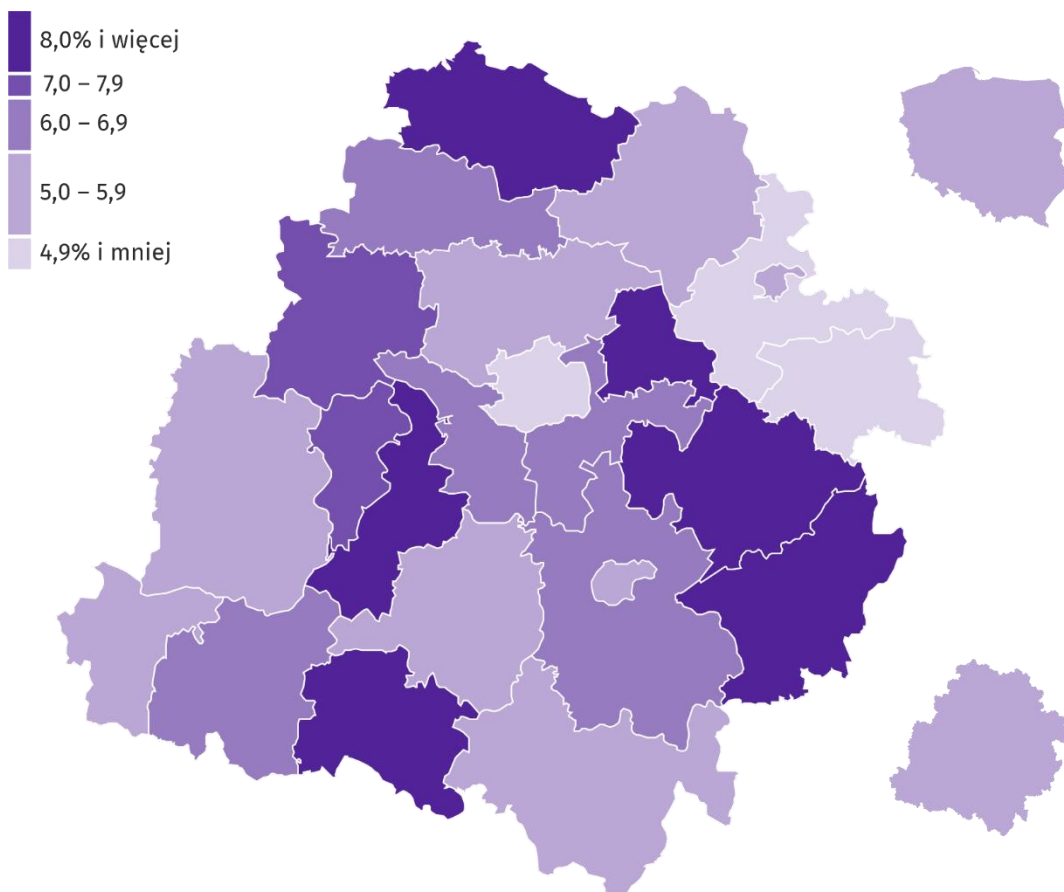 8,0% i więcej
7,0 – 7,9
6,0 – 6,9
5,0 – 5,9
4,9% i mniej